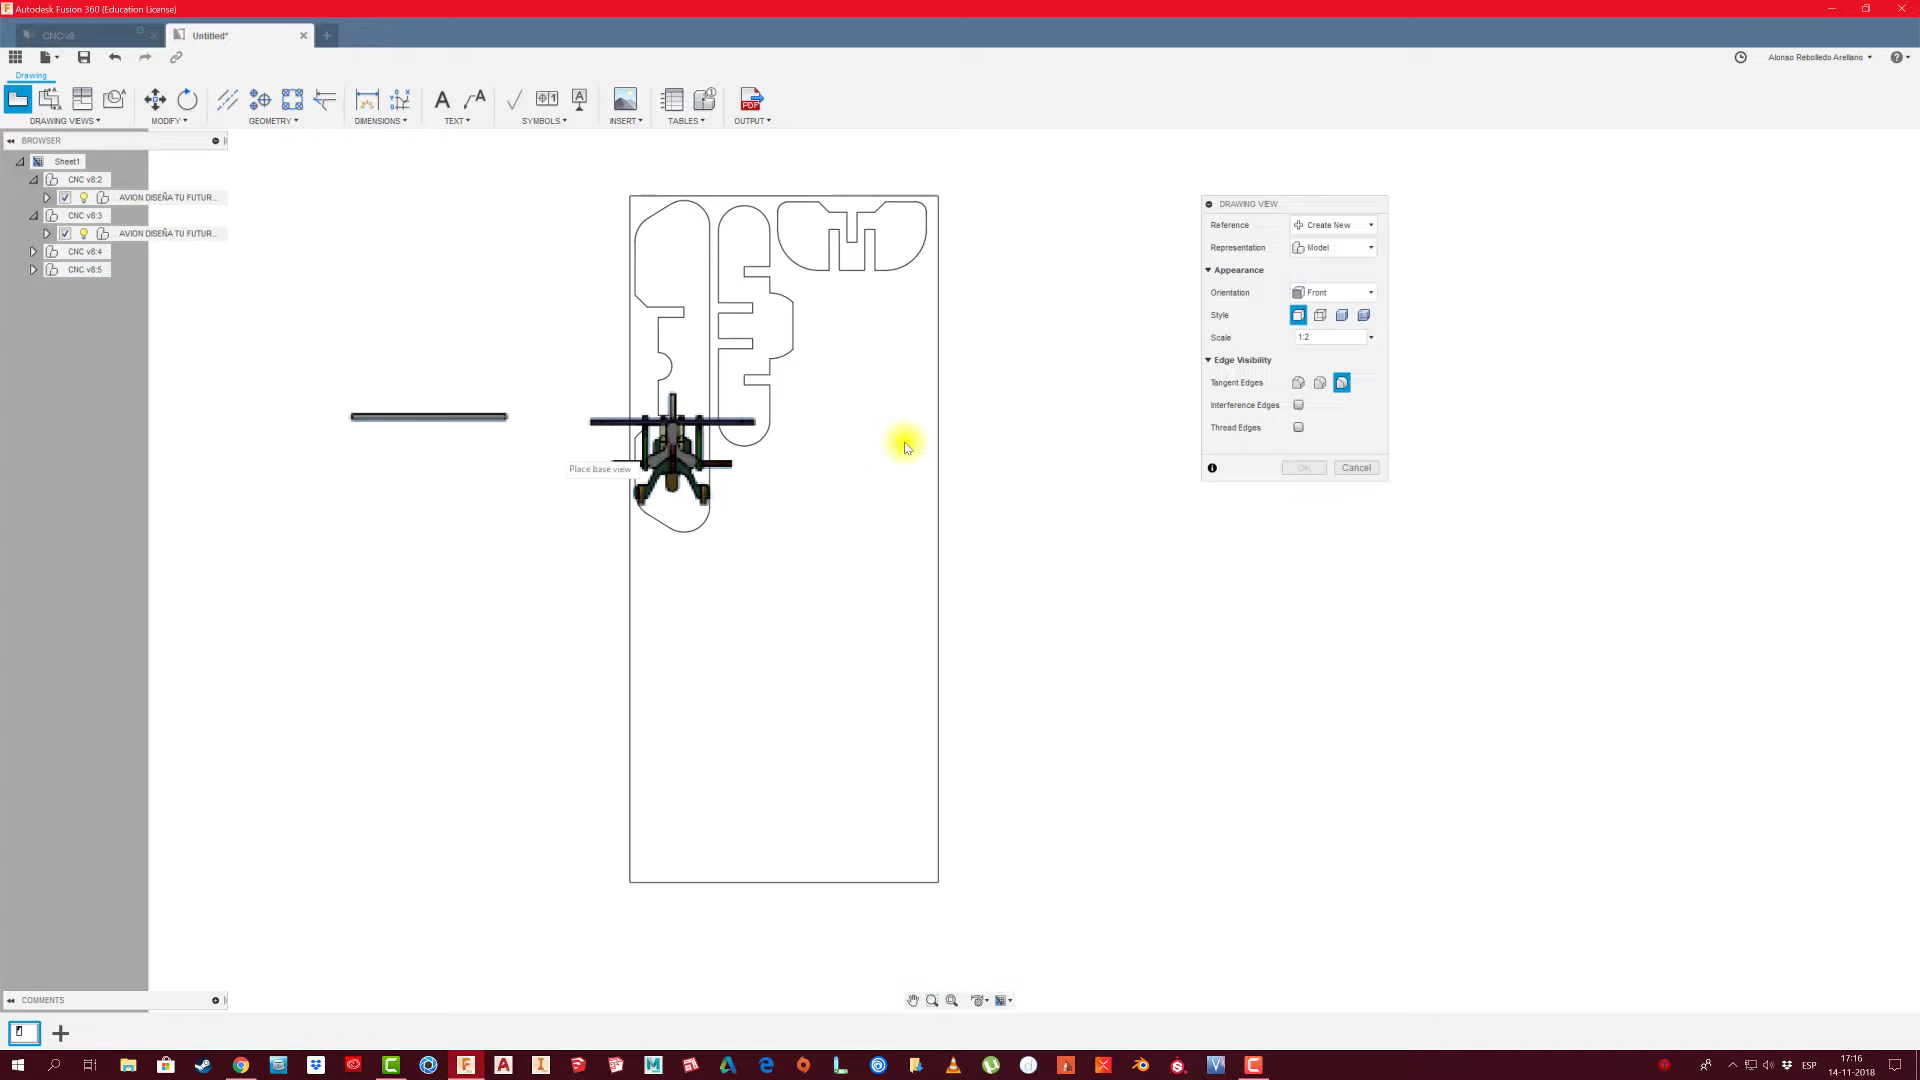 Autodesk Fusion 360 (Education License)
CNC v8
Untitled*
Alonso Rebolledo Arellano
Drawing
DRAWING VIEWS
MODIFY
GEOMETRY
DIMENSIONS
TEXT
SYMBOLS
INSERT
TABLES
OUTPUT
BROWSER
Sheet1
CNC v8:2
AVION DISEÑA TU FUTUR...
CNC v8:3
AVION DISEÑA TU FUTUR...
CNC v8:4
CNC v8:5
Place base view
DRAWING VIEW
Reference Create New
Representation Model
Appearance
Orientation Front
Style
Scale 1:2
Edge Visibility
Tangent Edges
Interference Edges
Thread Edges
OK Cancel
COMMENTS
ESP
17:16
14-11-2018